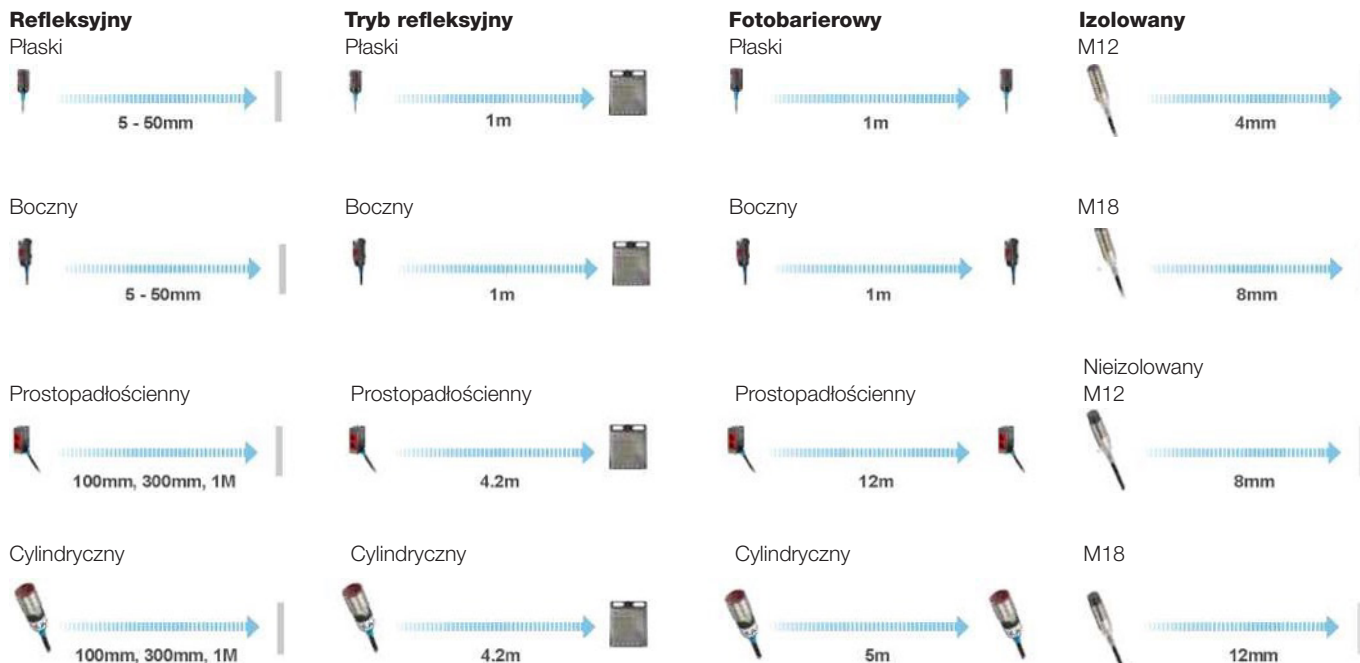 Refleksyjny
Płaski
5 - 50mm
Boczny
5 - 50mm
Prostopadłościenny
100mm, 300mm, 1M
Cylindryczny
100mm, 300mm, 1M
Tryb refleksyjny
Płaski
1m
Boczny
1m
Prostopadłościenny
4.2m
Cylindryczny
4.2m
Fotobarierowy
Płaski
1m
Boczny
1m
Prostopadłościenny
12m
Cylindryczny
5m
Izolowany
M12
4mm
M18
8mm
Nieizolowany
M12
8mm
M18
12mm